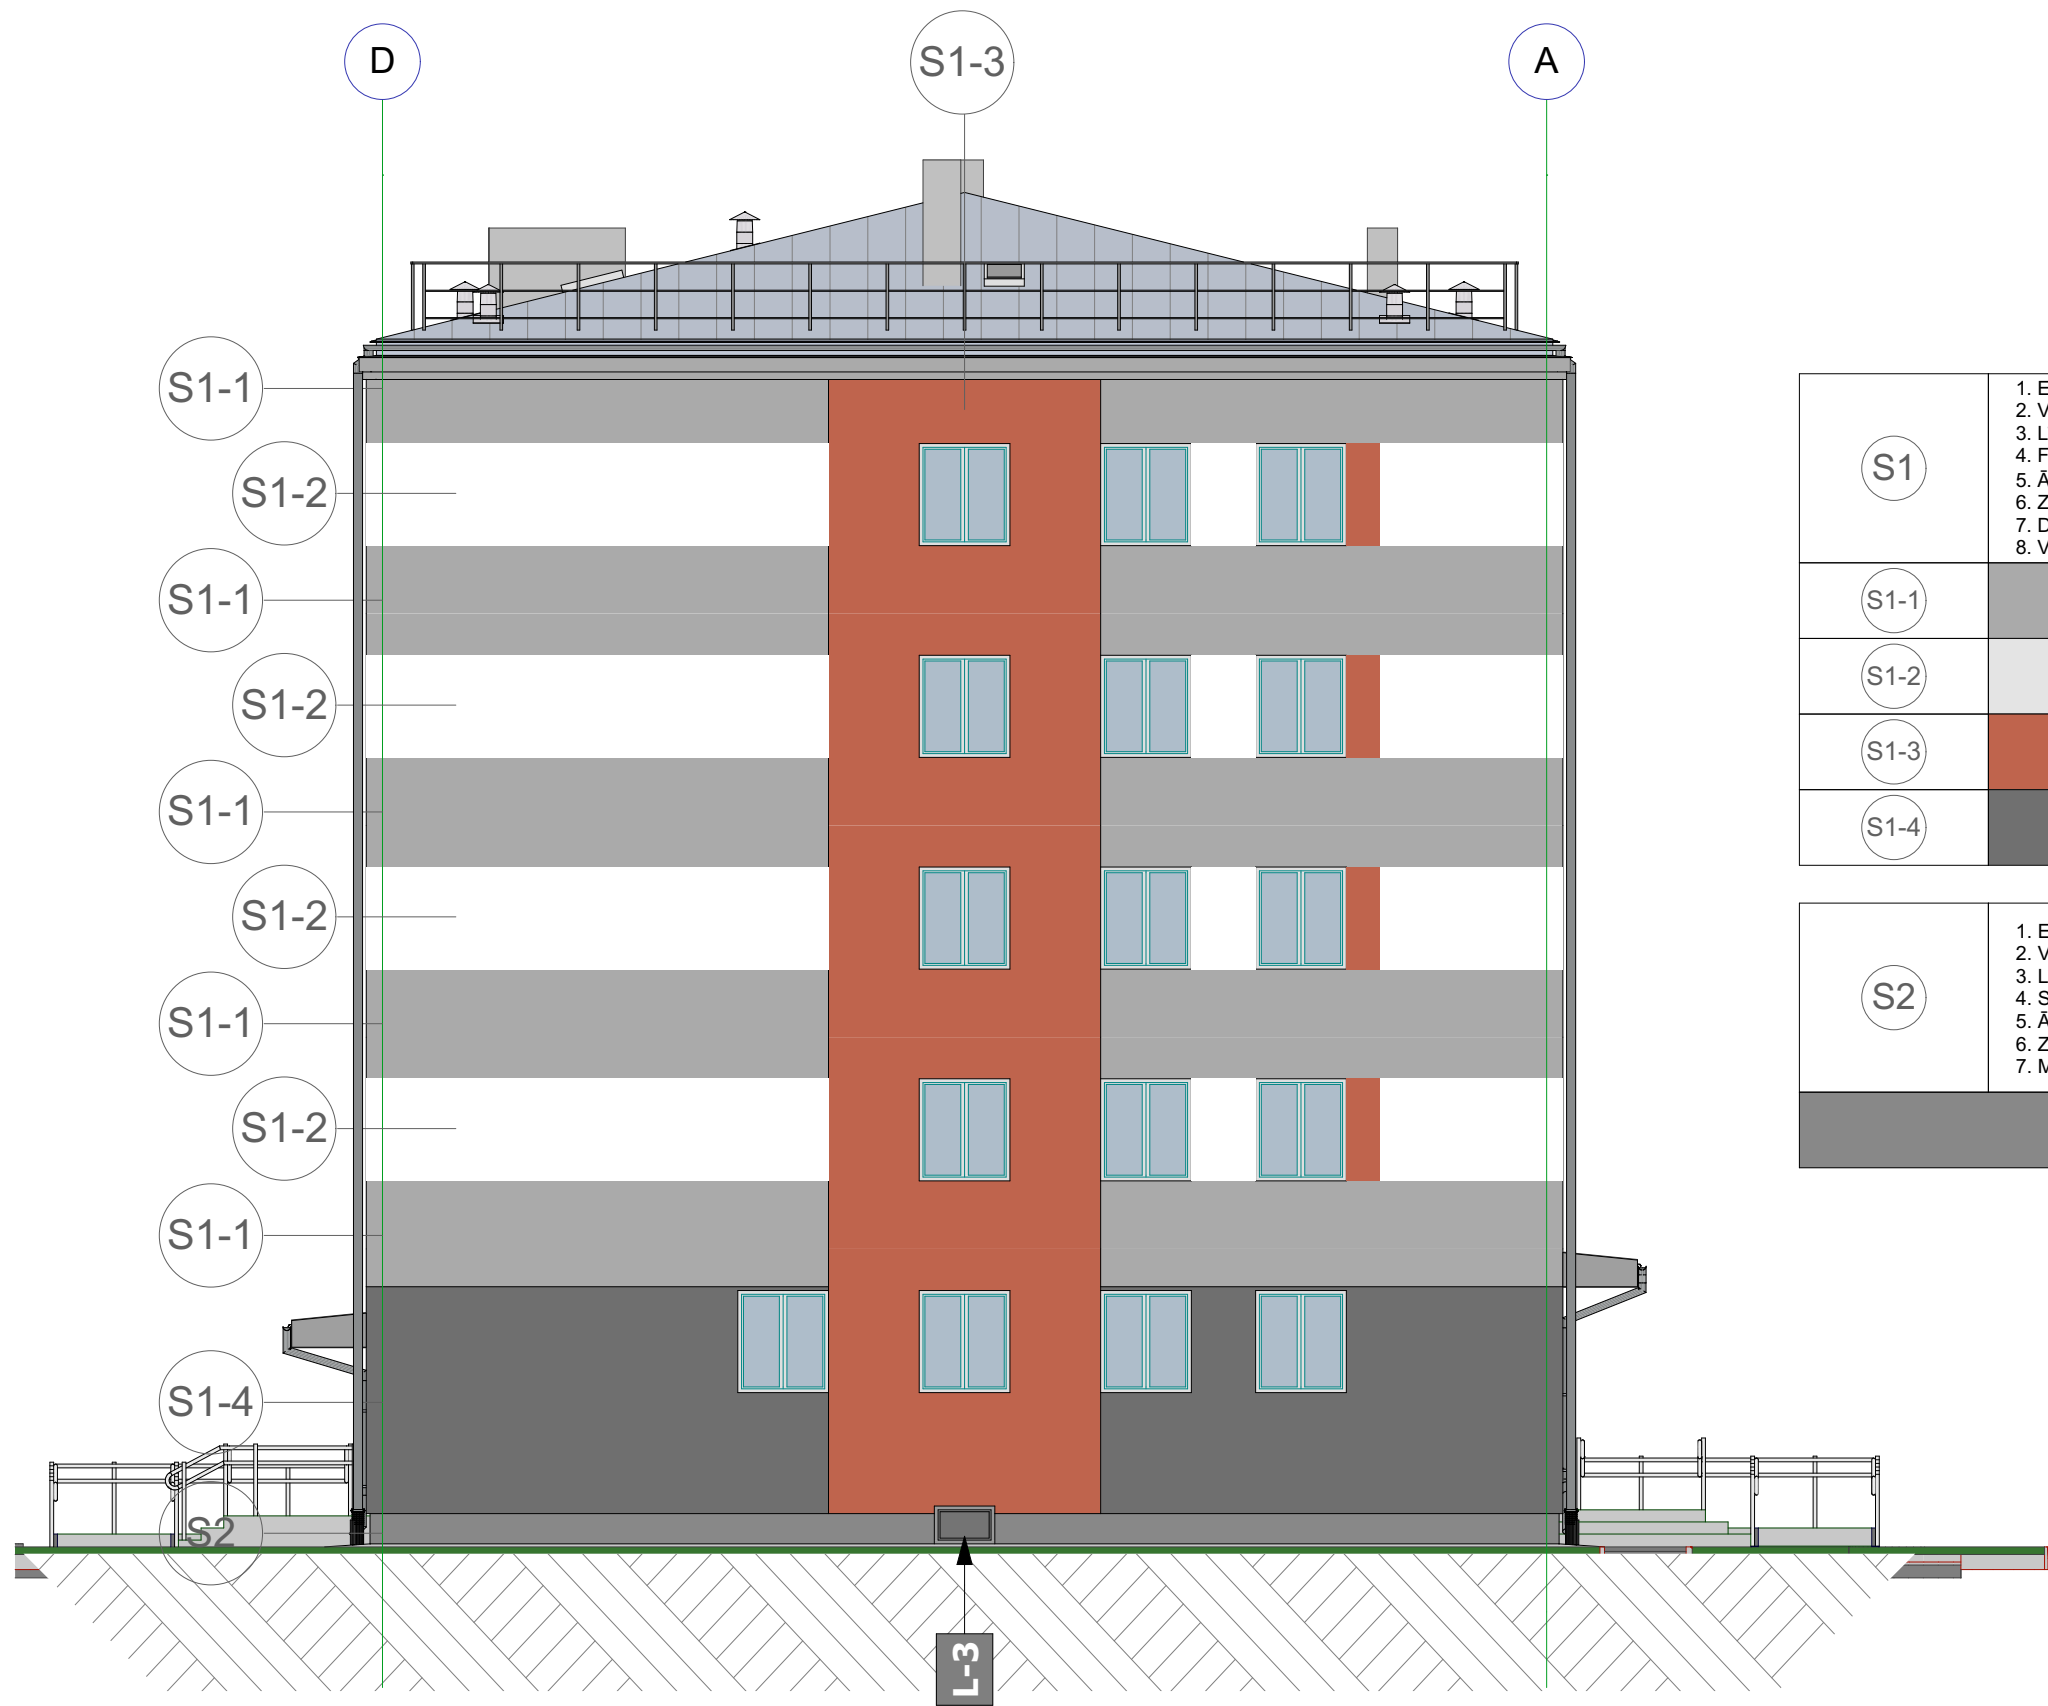 D
S1-3
A
S1-1
S1-2
S1-1
S1-2
S1-1
S1-2
S1-1
S1-2
S1-1
S1-4
S2
L-3
S1
1. E
2. V
3. L
4. F
5. Ā
6. Z
7. D
8. V
S1-1
S1-2
S1-3
S1-4
S2
1. E
2. V
3. L
4. S
5. Ā
6. Z
7. M